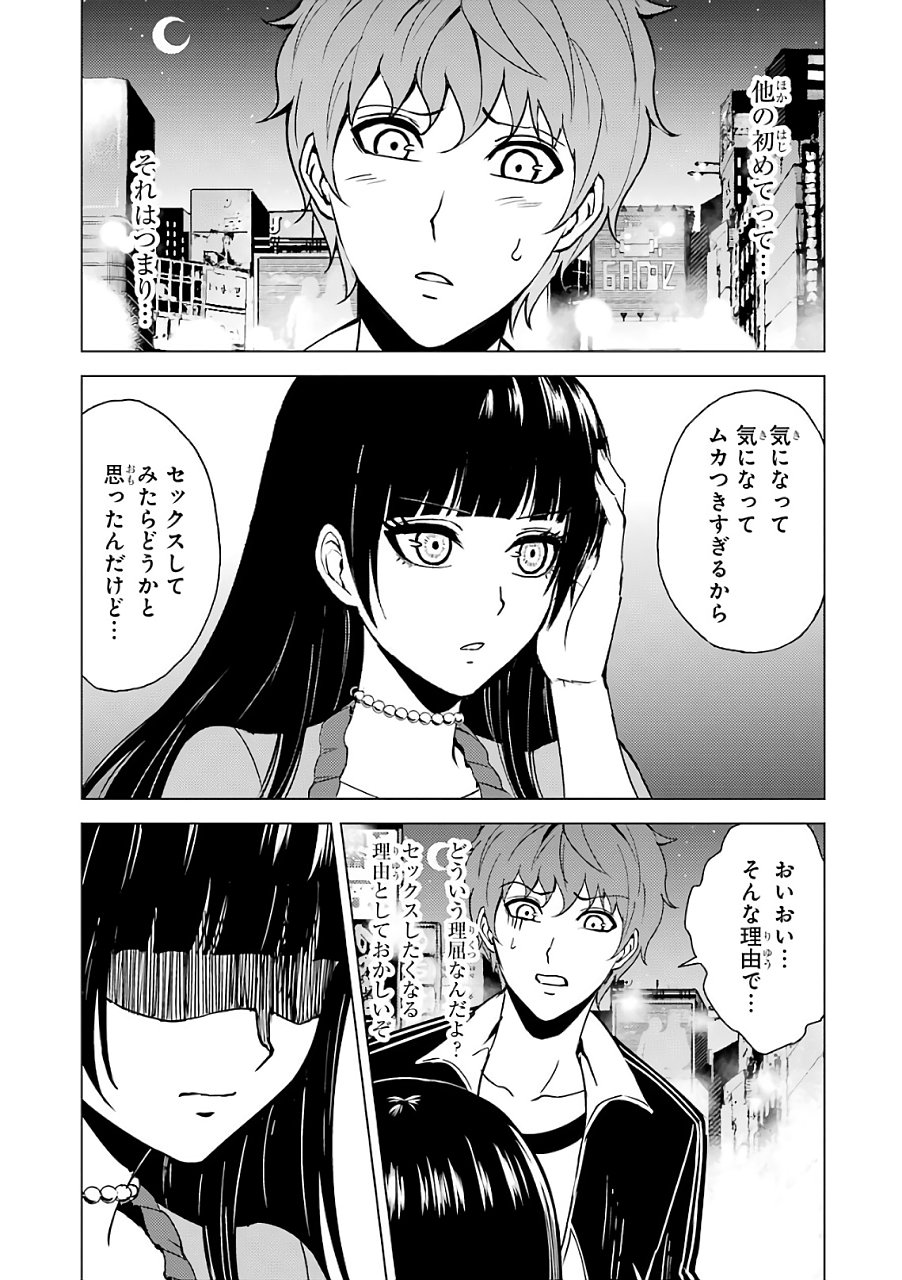 他の初めてって…
それはつまり…
GAO
気になって
気になって
ムカつきすぎるから
セックスして
みたらどうかと
思ったんだけど…
おいおい…
そんな理由で…
どういう理屈なんだよ?
セックスしたくなる
理由としておかしいぞ